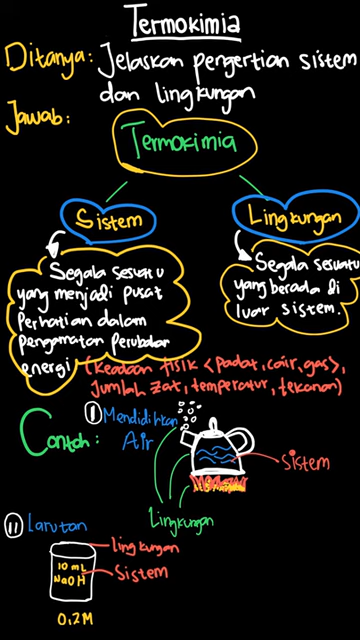 Termokimia
Ditanya: Jelaskan pengertian sistem
dan lingkungan
Jawab:
Termokimia
Sistem
Lingkungan
Segala sesuatu
yang menjadi pusat
perhatian dalam
pengamatan perubahan
energi
Segala sesuatu
yang berada di
luar sistem.
(keadaan fisik <padat, cair, gas>,
jumlah zat, temperatur, tekanan)
Contoh:
I Mendidihkan
Air
Sistem
Lingkungan
II Larutan
lingkungan
Sistem
10 mL
NaOH
0,2M